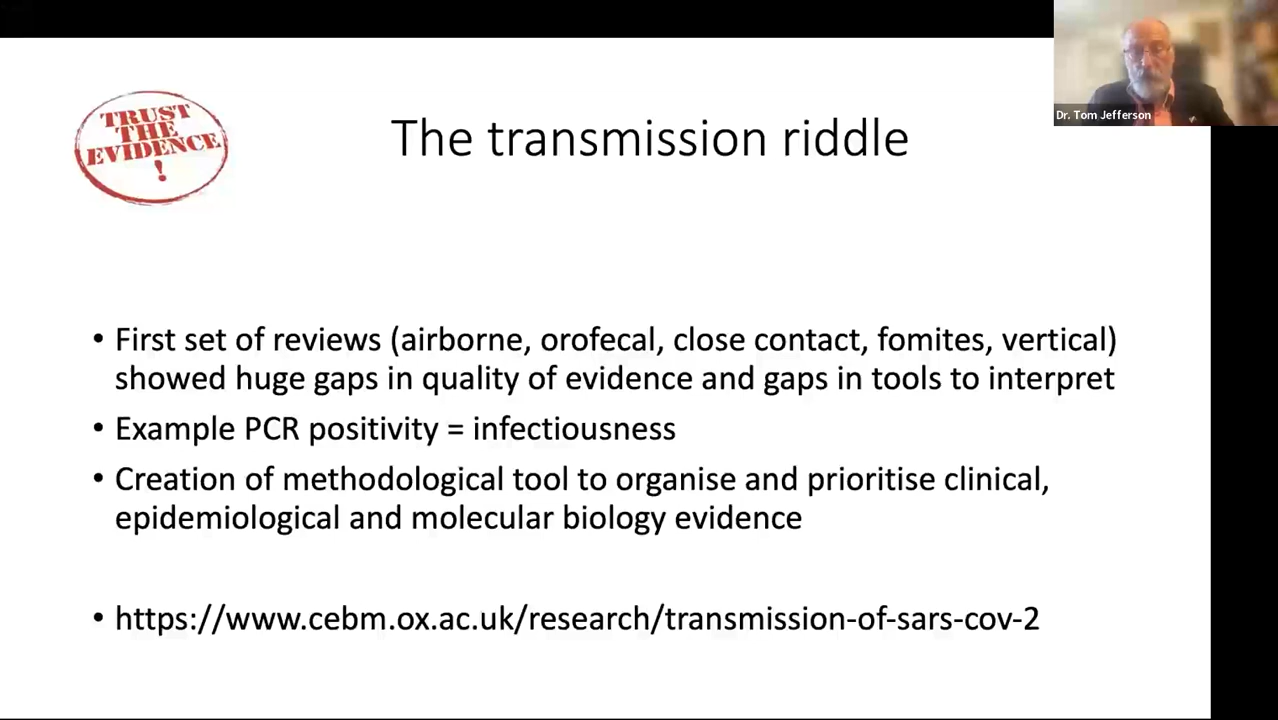 Dr. Tom Jefferson
TRUST
THE
EVIDENCE
!
The transmission riddle
• First set of reviews (airborne, orofecal, close contact, fomites, vertical)
showed huge gaps in quality of evidence and gaps in tools to interpret
• Example PCR positivity = infectiousness
• Creation of methodological tool to organise and prioritise clinical,
epidemiological and molecular biology evidence
• https://www.cebm.ox.ac.uk/research/transmission-of-sars-cov-2